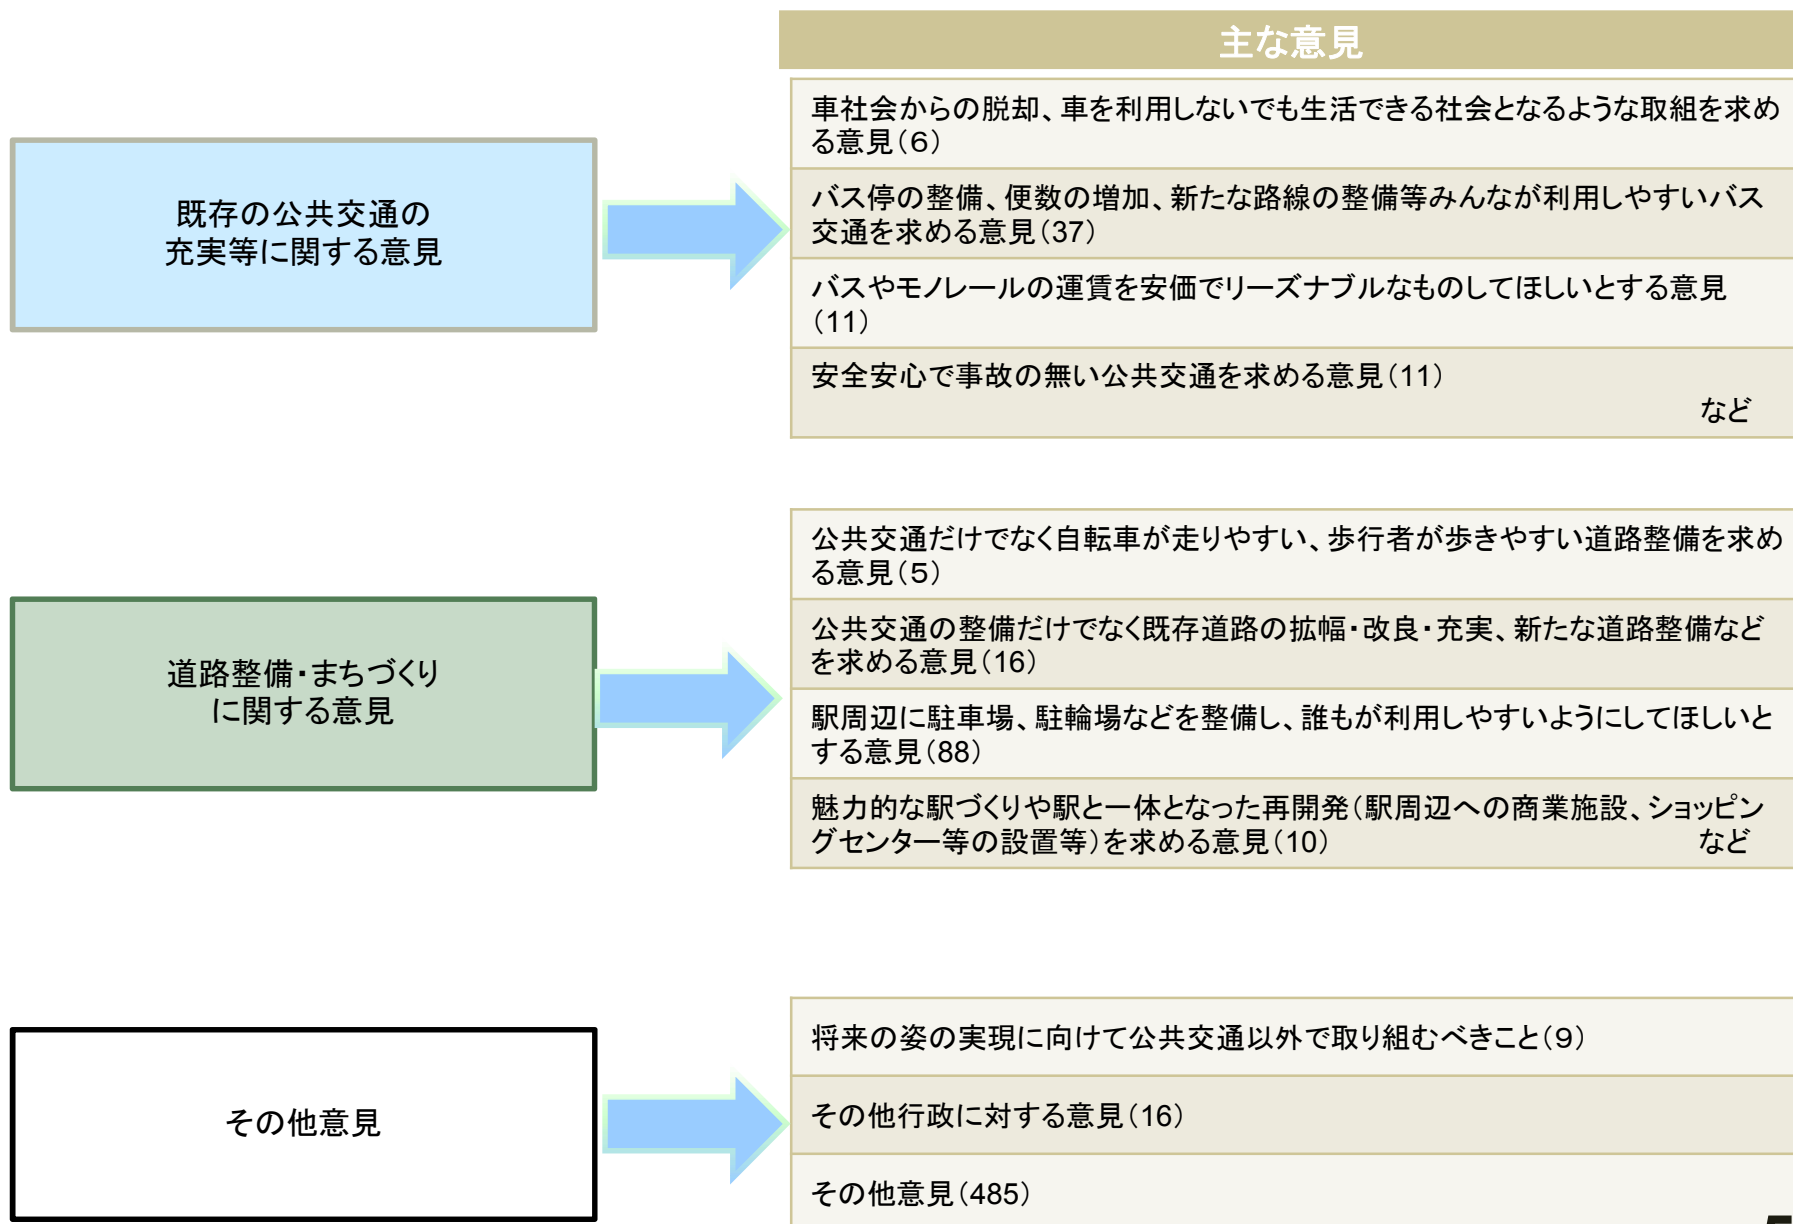 主な意見
既存の公共交通の
充実等に関する意見
車社会からの脱却、車を利用しないでも生活できる社会となるような取組を求め
る意見(６)
バス停の整備、便数の増加、新たな路線の整備等みんなが利用しやすいバス
交通を求める意見(37)
バスやモノレールの運賃を安価でリーズナブルなものしてほしいとする意見
(11)
安全安心で事故の無い公共交通を求める意見(11)
など
道路整備・まちづくり
に関する意見
公共交通だけでなく自転車が走りやすい、歩行者が歩きやすい道路整備を求め
る意見(５)
公共交通の整備だけでなく既存道路の拡幅・改良・充実、新たな道路整備など
を求める意見(16)
駅周辺に駐車場、駐輪場などを整備し、誰もが利用しやすいようにしてほしいと
する意見(88)
魅力的な駅づくりや駅と一体となった再開発(駅周辺への商業施設、ショッピン
グセンター等の設置等)を求める意見(10) など
その他意見
将来の姿の実現に向けて公共交通以外で取り組むべきこと(９)
その他行政に対する意見(16)
その他意見(485)